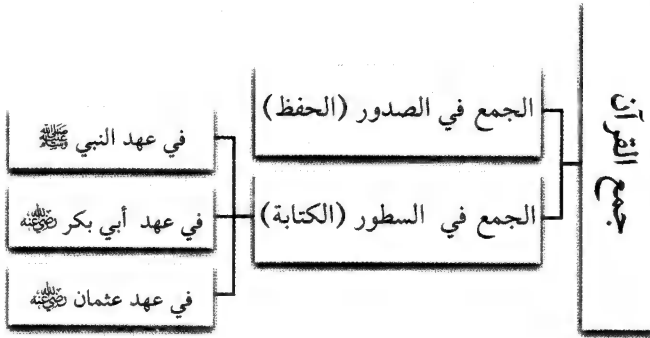 جمع القرآن
الجمع في الصدور (الحفظ)
الجمع في السطور (الكتابة)
في عهد النبي ﷺ
في عهد أبي بكر رضي الله عنه
في عهد عثمان رضي الله عنه